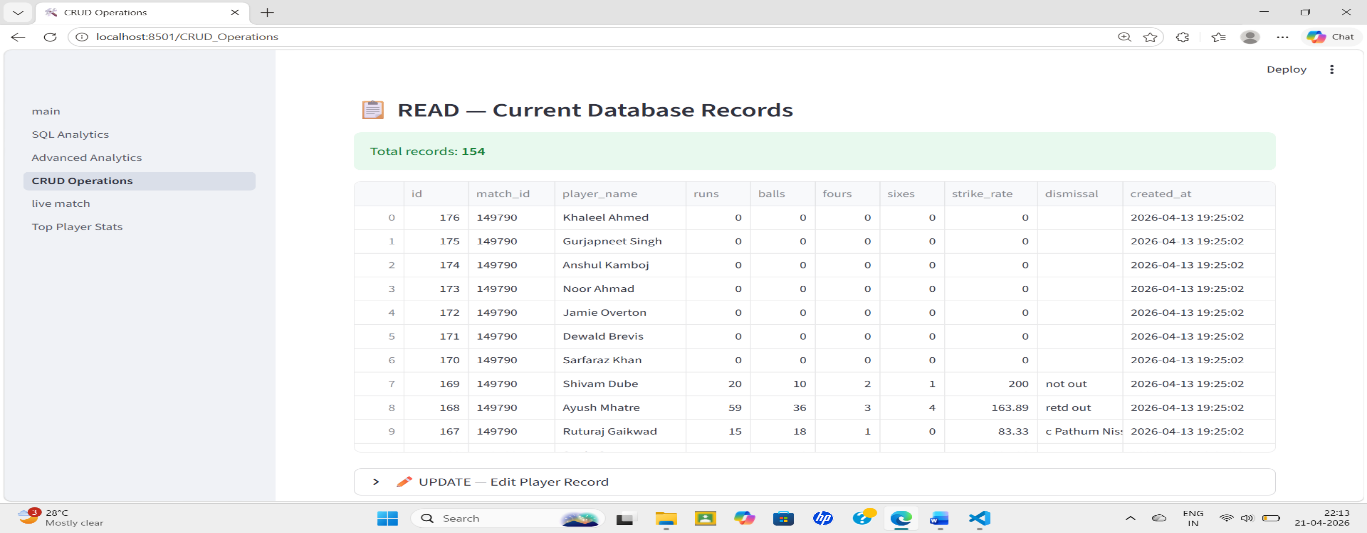 CRUD Operations
localhost:8501/CRUD_Operations
Chat
Deploy
main
SQL Analytics
Advanced Analytics
CRUD Operations
live match
Top Player Stats
READ — Current Database Records
Total records: 154
id match_id player_name runs balls fours sixes strike_rate dismissal created_at
0 176 149790 Khaleel Ahmed 0 0 0 0 0 2026-04-13 19:25:02
1 175 149790 Gurjapneet Singh 0 0 0 0 0 2026-04-13 19:25:02
2 174 149790 Anshul Kamboj 0 0 0 0 0 2026-04-13 19:25:02
3 173 149790 Noor Ahmad 0 0 0 0 0 2026-04-13 19:25:02
4 172 149790 Jamie Overton 0 0 0 0 0 2026-04-13 19:25:02
5 171 149790 Dewald Brevis 0 0 0 0 0 2026-04-13 19:25:02
6 170 149790 Sarfaraz Khan 0 0 0 0 0 2026-04-13 19:25:02
7 169 149790 Shivam Dube 20 10 2 1 200 not out 2026-04-13 19:25:02
8 168 149790 Ayush Mhatre 59 36 3 4 163.89 retd out 2026-04-13 19:25:02
9 167 149790 Ruturaj Gaikwad 15 18 1 0 83.33 c Pathum Nis 2026-04-13 19:25:02
UPDATE — Edit Player Record
3
28°C
Mostly clear
Search
hp
ENG
IN
22:13
21-04-2026